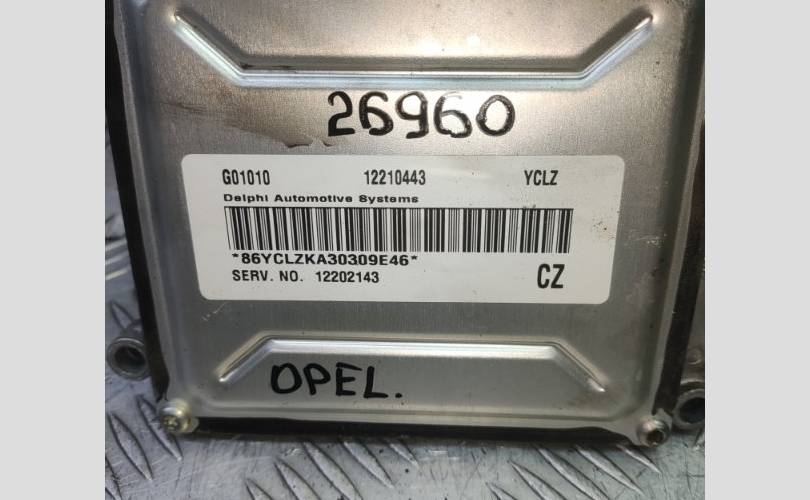 26960
G01010 12210443 YCLZ
Delphi Automotive Systems
*86YCLZKA30309E46*
SERV. NO. 12202143 CZ
OPEL.